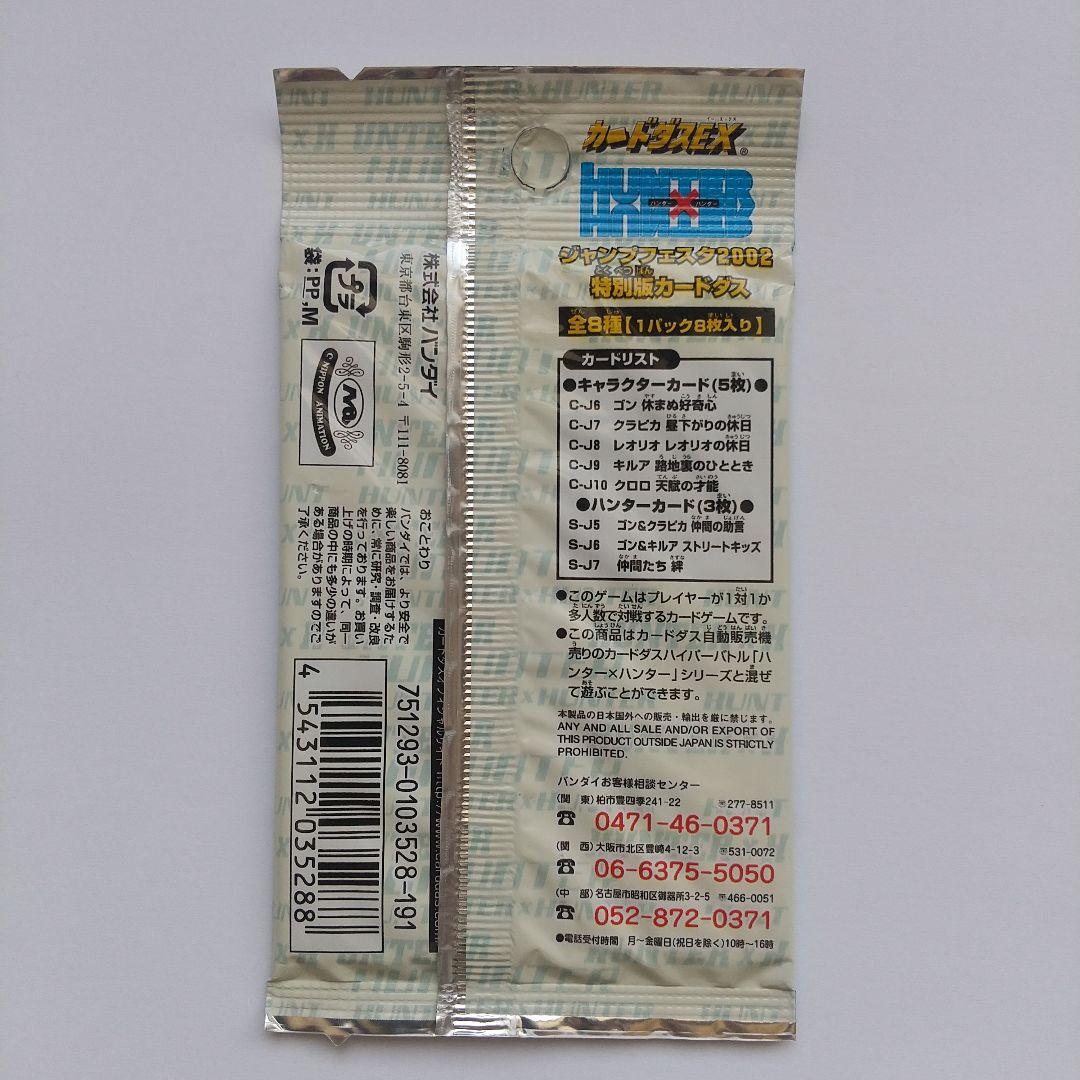 HUNTER×HUNTER
カードダスEX®
HUNTER×HUNTER
ハンター×ハンター
ジャンプフェスタ2002
特別版カードダス
全8種【1パック8枚入り】
カードリスト
●キャラクターカード(5枚)●
C-J6 ゴン 休まぬ好奇心
C-J7 クラピカ 昼下がりの休日
C-J8 レオリオ レオリオの休日
C-J9 キルア 路地裏のひととき
C-J10 クロロ 天賦の才能
●ハンターカード(3枚)●
S-J5 ゴン&クラピカ 仲間の助言
S-J6 ゴン&キルア ストリートキッズ
S-J7 仲間たち 絆
●このゲームはプレイヤーが1対1か
多人数で対戦するカードゲームです。
●この商品はカードダス自動販売機
売りのカードダスハイパーバトル「ハ
ンター×ハンター」シリーズと混ぜ
て遊ぶことができます。
本製品の日本国外への販売・輸出を厳に禁じます。
ANY AND ALL SALE AND/OR EXPORT OF
THIS PRODUCT OUTSIDE JAPAN IS STRICTLY
PROHIBITED.
バンダイお客様相談センター
(関 東)柏市豊四季241-22 〒277-8511
☎ 0471-46-0371
(関 西)大阪市北区豊崎4-12-3 〒531-0072
☎ 06-6375-5050
(中 部)名古屋市昭和区御器所3-2-5 〒466-0051
☎ 052-872-0371
●電話受付時間 月〜金曜日(祝日を除く)10時〜16時
株式会社 バンダイ
東京都台東区駒形2-5-4 〒111-8081
プラ
袋:PP,M
© NIPPON ANIMATION
おことわり
バンダイでは、より安全で
楽しい商品をお届けするた
めに、常に研究・調査・改良
を行っております。お買い
上げの時期によって、同一
商品の中にも多少の違いが
ある場合がありますのでご
了承ください。
751293-0103528-191
4 543112 035288